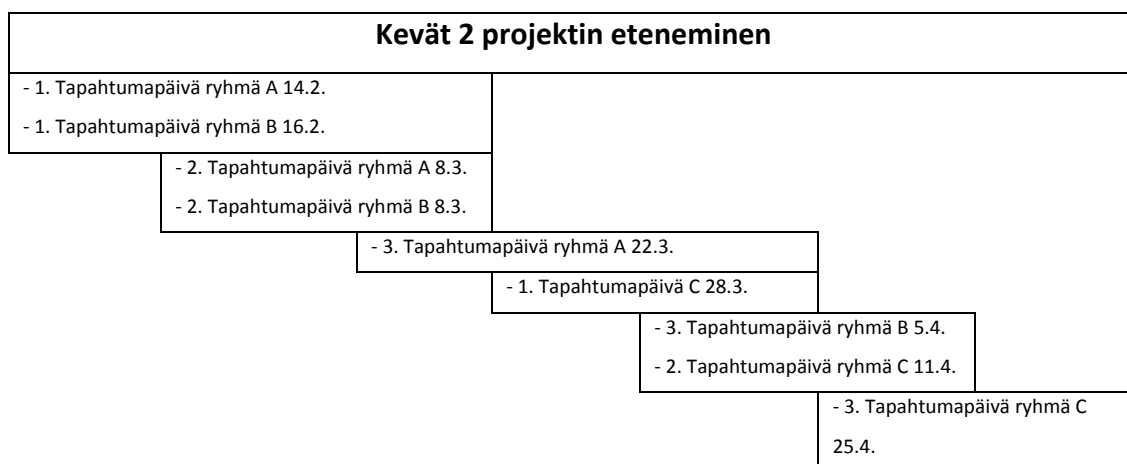 Kevät 2 projektin eteneminen
- 1. Tapahtumapäivä ryhmä A 14.2.
- 1. Tapahtumapäivä ryhmä B 16.2.
- 2. Tapahtumapäivä ryhmä A 8.3.
- 2. Tapahtumapäivä ryhmä B 8.3.
- 3. Tapahtumapäivä ryhmä A 22.3.
- 1. Tapahtumapäivä C 28.3.
- 3. Tapahtumapäivä ryhmä B 5.4.
- 2. Tapahtumapäivä ryhmä C 11.4.
- 3. Tapahtumapäivä ryhmä C
25.4.